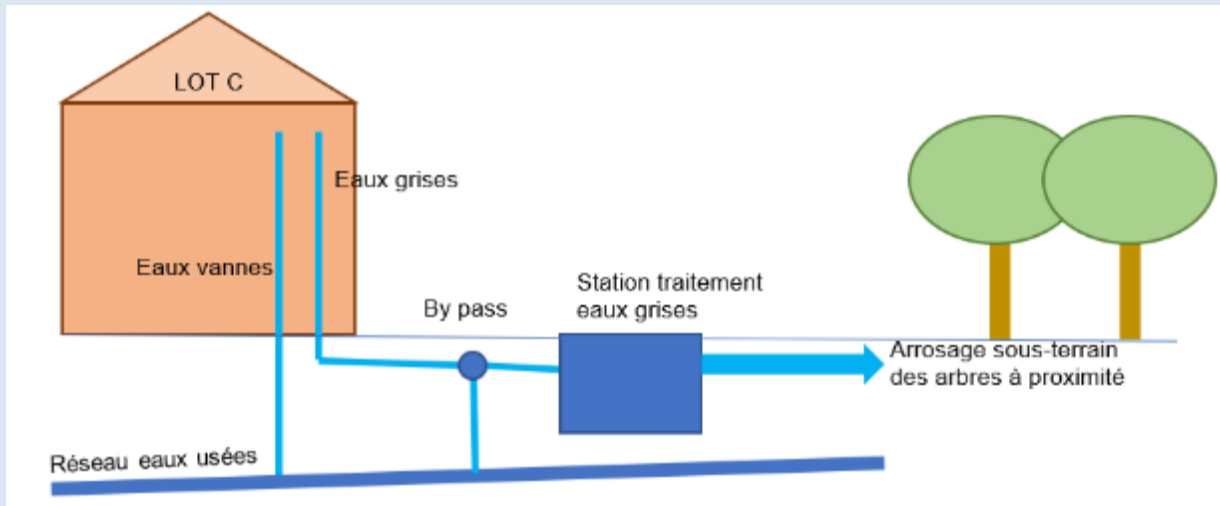 LOT C
Eaux grises
Eaux vannes
By pass
Station traitement
eaux grises
Arrosage sous-terrain
des arbres à proximité
Réseau eaux usées